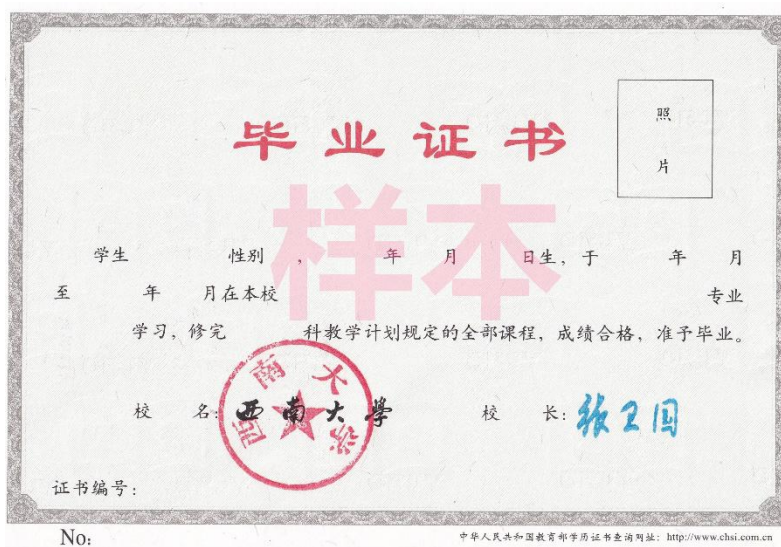 毕业证书
照
片
样本
学生 性别 , 年 月 日生，于 年 月
至 年 月在本校 专业
学习，修完 科教学计划规定的全部课程，成绩合格，准予毕业。
校 名：西南大學 校 长：张卫国
西南大学
证书编号：
No:
中华人民共和国教育部学历证书查询网址：http://www.chsi.com.cn